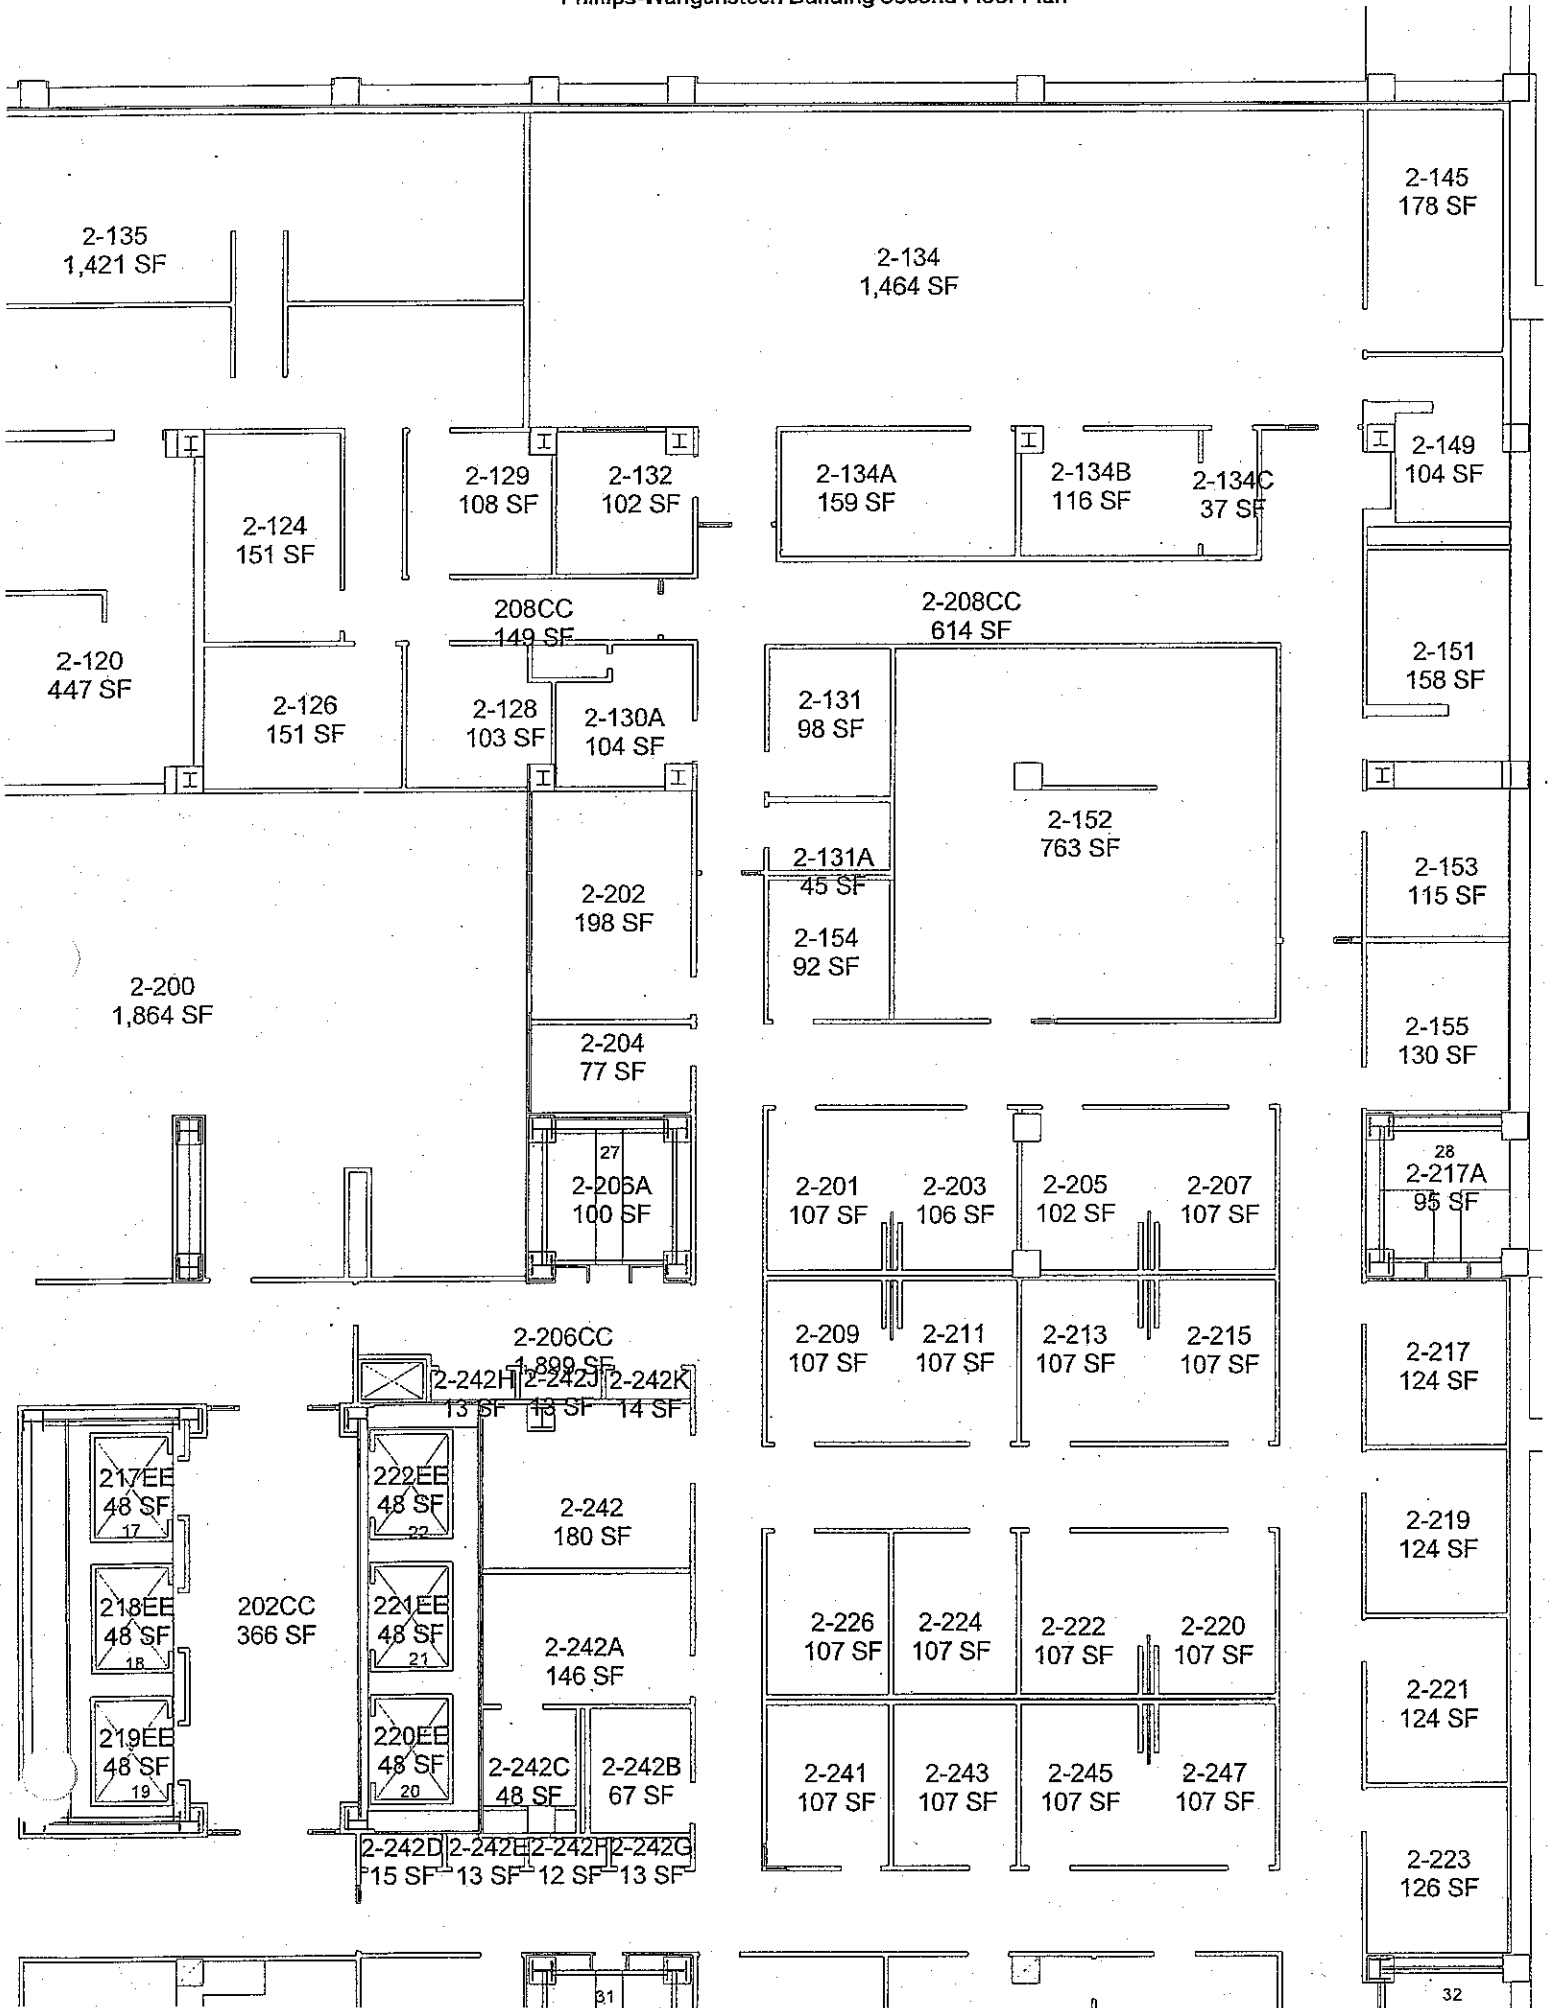 2-145
178 SF
2-135
1,421 SF
2-134
1,464 SF
2-149
104 SF
2-129
108 SF
2-132
102 SF
2-134A
159 SF
2-134B
116 SF
2-134C
37 SF
2-124
151 SF
208CC
149 SF
2-208CC
614 SF
2-120
447 SF
2-151
158 SF
2-126
151 SF
2-128
103 SF
2-130A
104 SF
2-131
98 SF
2-152
763 SF
2-131A
45 SF
2-153
115 SF
2-202
198 SF
2-154
92 SF
2-200
1,864 SF
2-204
77 SF
2-155
130 SF
27
2-206A
100 SF
2-201
107 SF
2-203
106 SF
2-205
102 SF
2-207
107 SF
28
2-217A
95 SF
2-206CC
1,899 SF
2-209
107 SF
2-211
107 SF
2-213
107 SF
2-215
107 SF
2-217
124 SF
2-242H
13 SF
2-242J
13 SF
2-242K
14 SF
217EE
48 SF
17
222EE
48 SF
22
2-242
180 SF
2-219
124 SF
218EE
48 SF
18
202CC
366 SF
221EE
48 SF
21
2-242A
146 SF
2-226
107 SF
2-224
107 SF
2-222
107 SF
2-220
107 SF
2-221
124 SF
219EE
48 SF
19
220EE
48 SF
20
2-242C
48 SF
2-242B
67 SF
2-241
107 SF
2-243
107 SF
2-245
107 SF
2-247
107 SF
2-242D
15 SF
2-242E
13 SF
2-242F
12 SF
2-242G
13 SF
2-223
126 SF
31
32